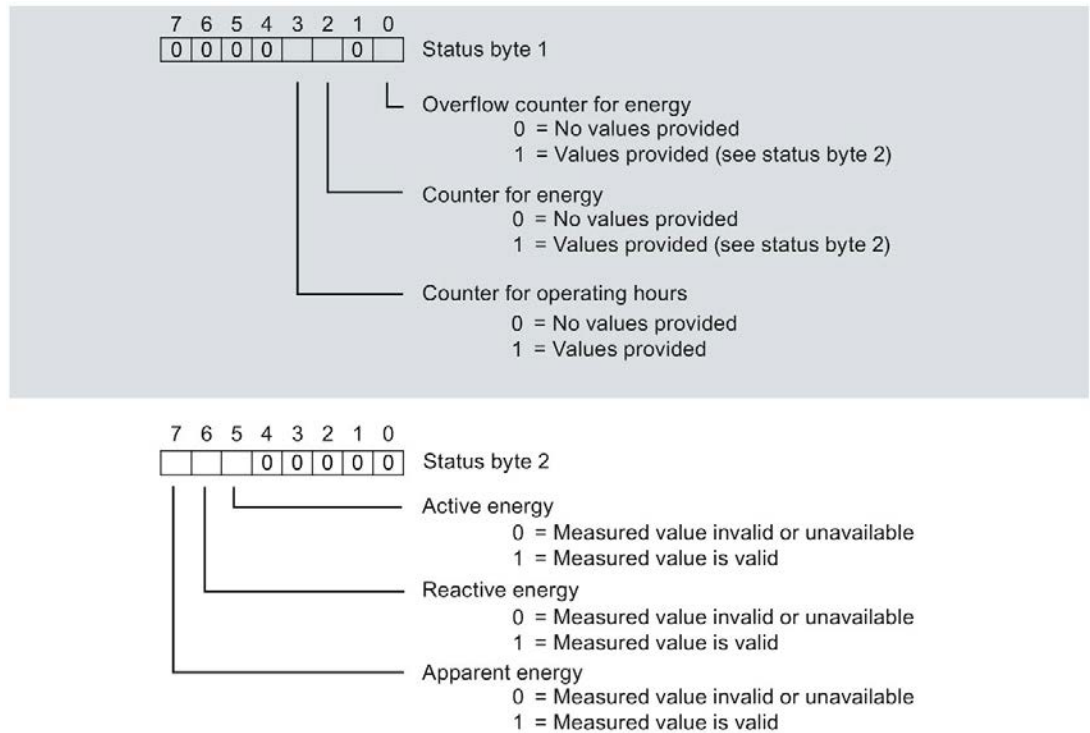 7 6 5 4 3 2 1 0
0 0 0 0 0 Status byte 1
Overflow counter for energy
0 = No values provided
1 = Values provided (see status byte 2)
Counter for energy
0 = No values provided
1 = Values provided (see status byte 2)
Counter for operating hours
0 = No values provided
1 = Values provided
7 6 5 4 3 2 1 0
0 0 0 0 0 Status byte 2
Active energy
0 = Measured value invalid or unavailable
1 = Measured value is valid
Reactive energy
0 = Measured value invalid or unavailable
1 = Measured value is valid
Apparent energy
0 = Measured value invalid or unavailable
1 = Measured value is valid